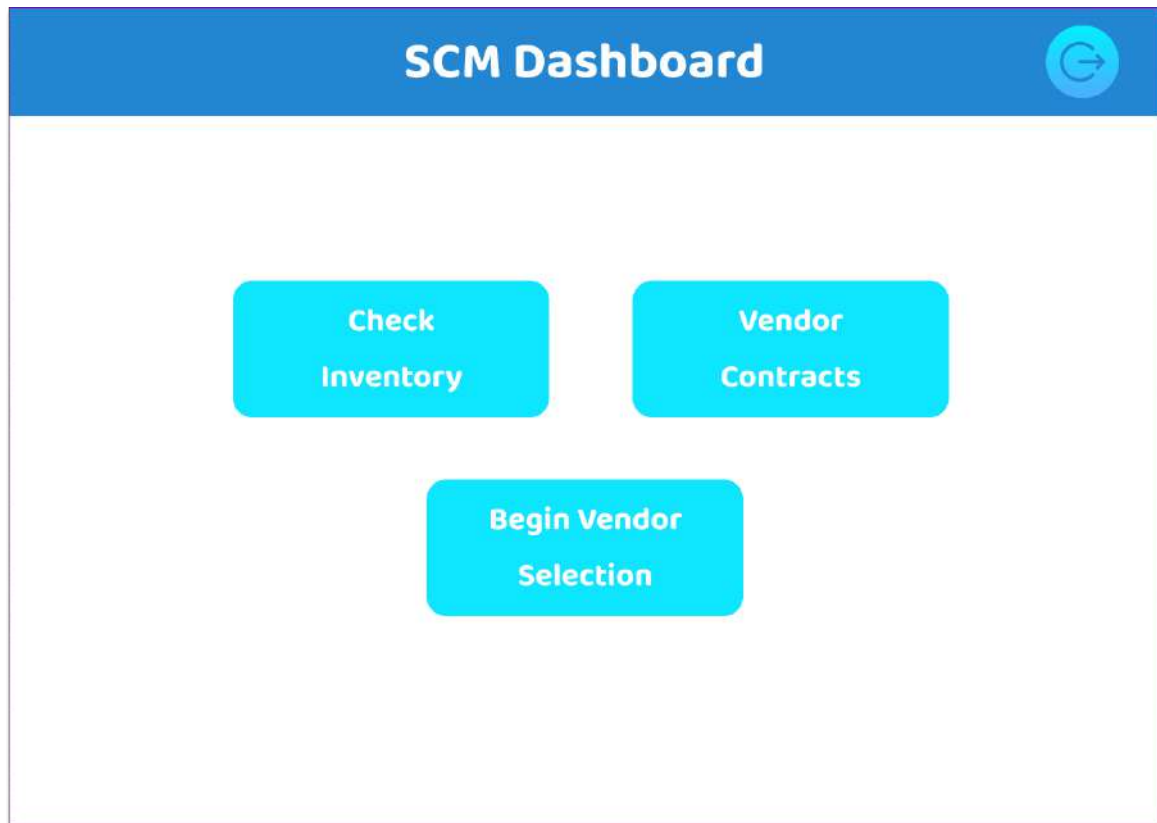 SCM Dashboard
Check
Inventory
Vendor
Contracts
Begin Vendor
Selection